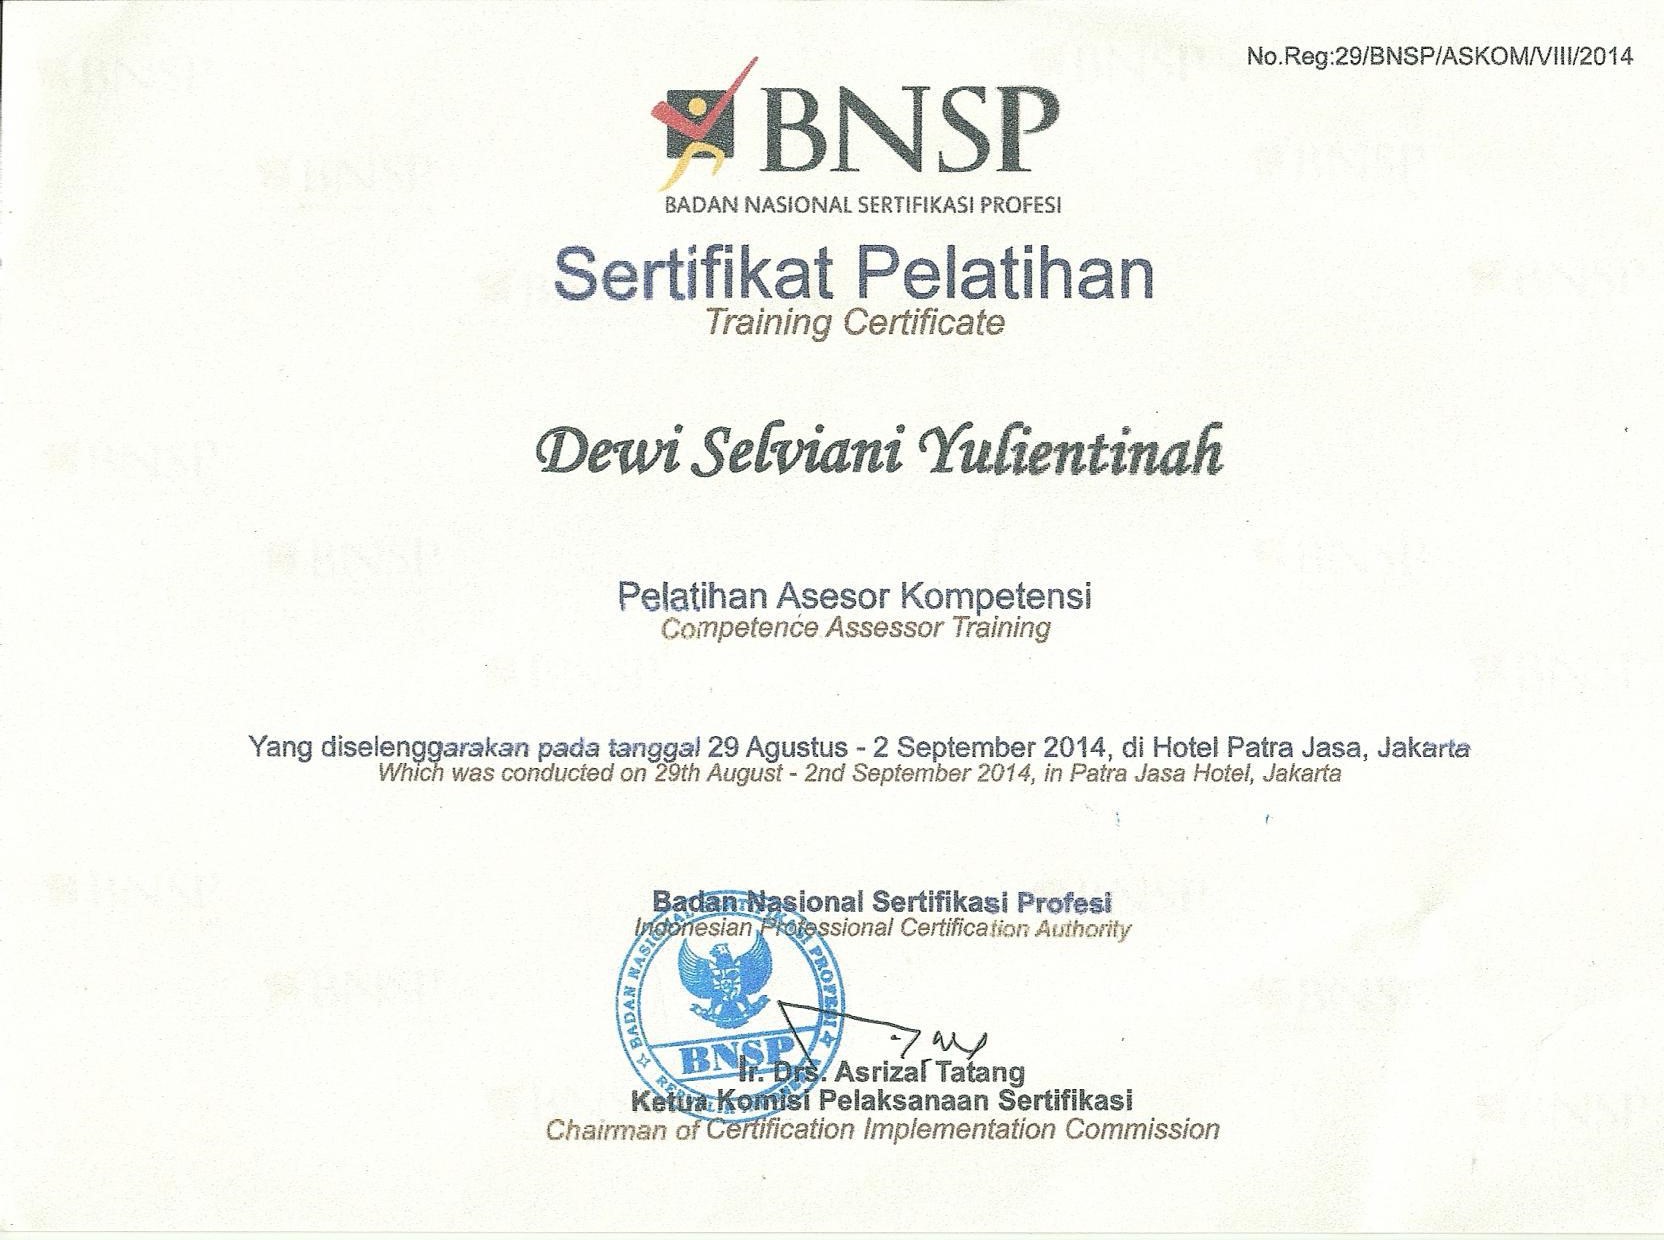 No.Reg:29/BNSP/ASKOM/VIII/2014
BNSP
BADAN NASIONAL SERTIFIKASI PROFESI
Sertifikat Pelatihan
Training Certificate
Dewi Selviani Yulientinah
Pelatihan Asesor Kompetensi
Competence Assessor Training
Yang diselenggarakan pada tanggal 29 Agustus - 2 September 2014, di Hotel Patra Jasa, Jakarta
Which was conducted on 29th August - 2nd September 2014, in Patra Jasa Hotel, Jakarta
Badan Nasional Sertifikasi Profesi
Indonesian Professional Certification Authority
BADAN NASIONAL SERTIFIKASI PROFESI
BNSP
REPUBLIK INDONESIA
Ir. Drs. Asrizal Tatang
Ketua Komisi Pelaksanaan Sertifikasi
Chairman of Certification Implementation Commission